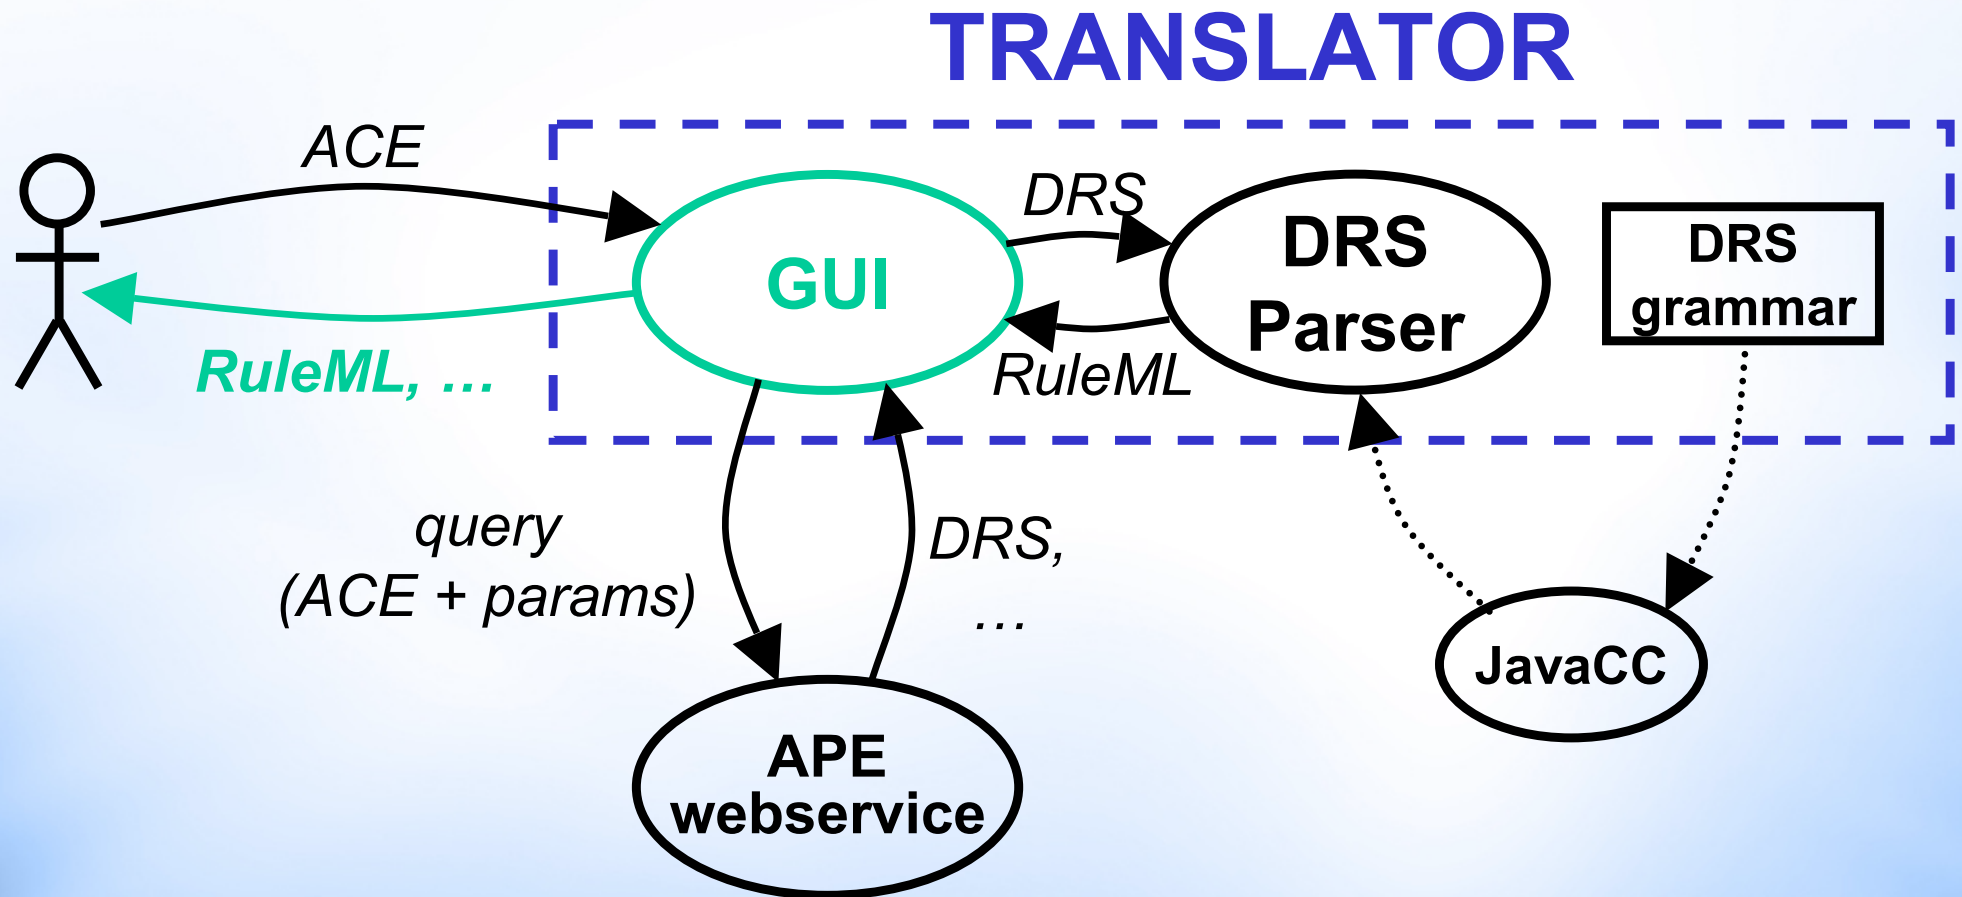 TRANSLATOR
ACE
DRS
GUI
DRS
Parser
DRS
grammar
RuleML, …
RuleML
query
(ACE + params)
DRS,
…
JavaCC
APE
webservice